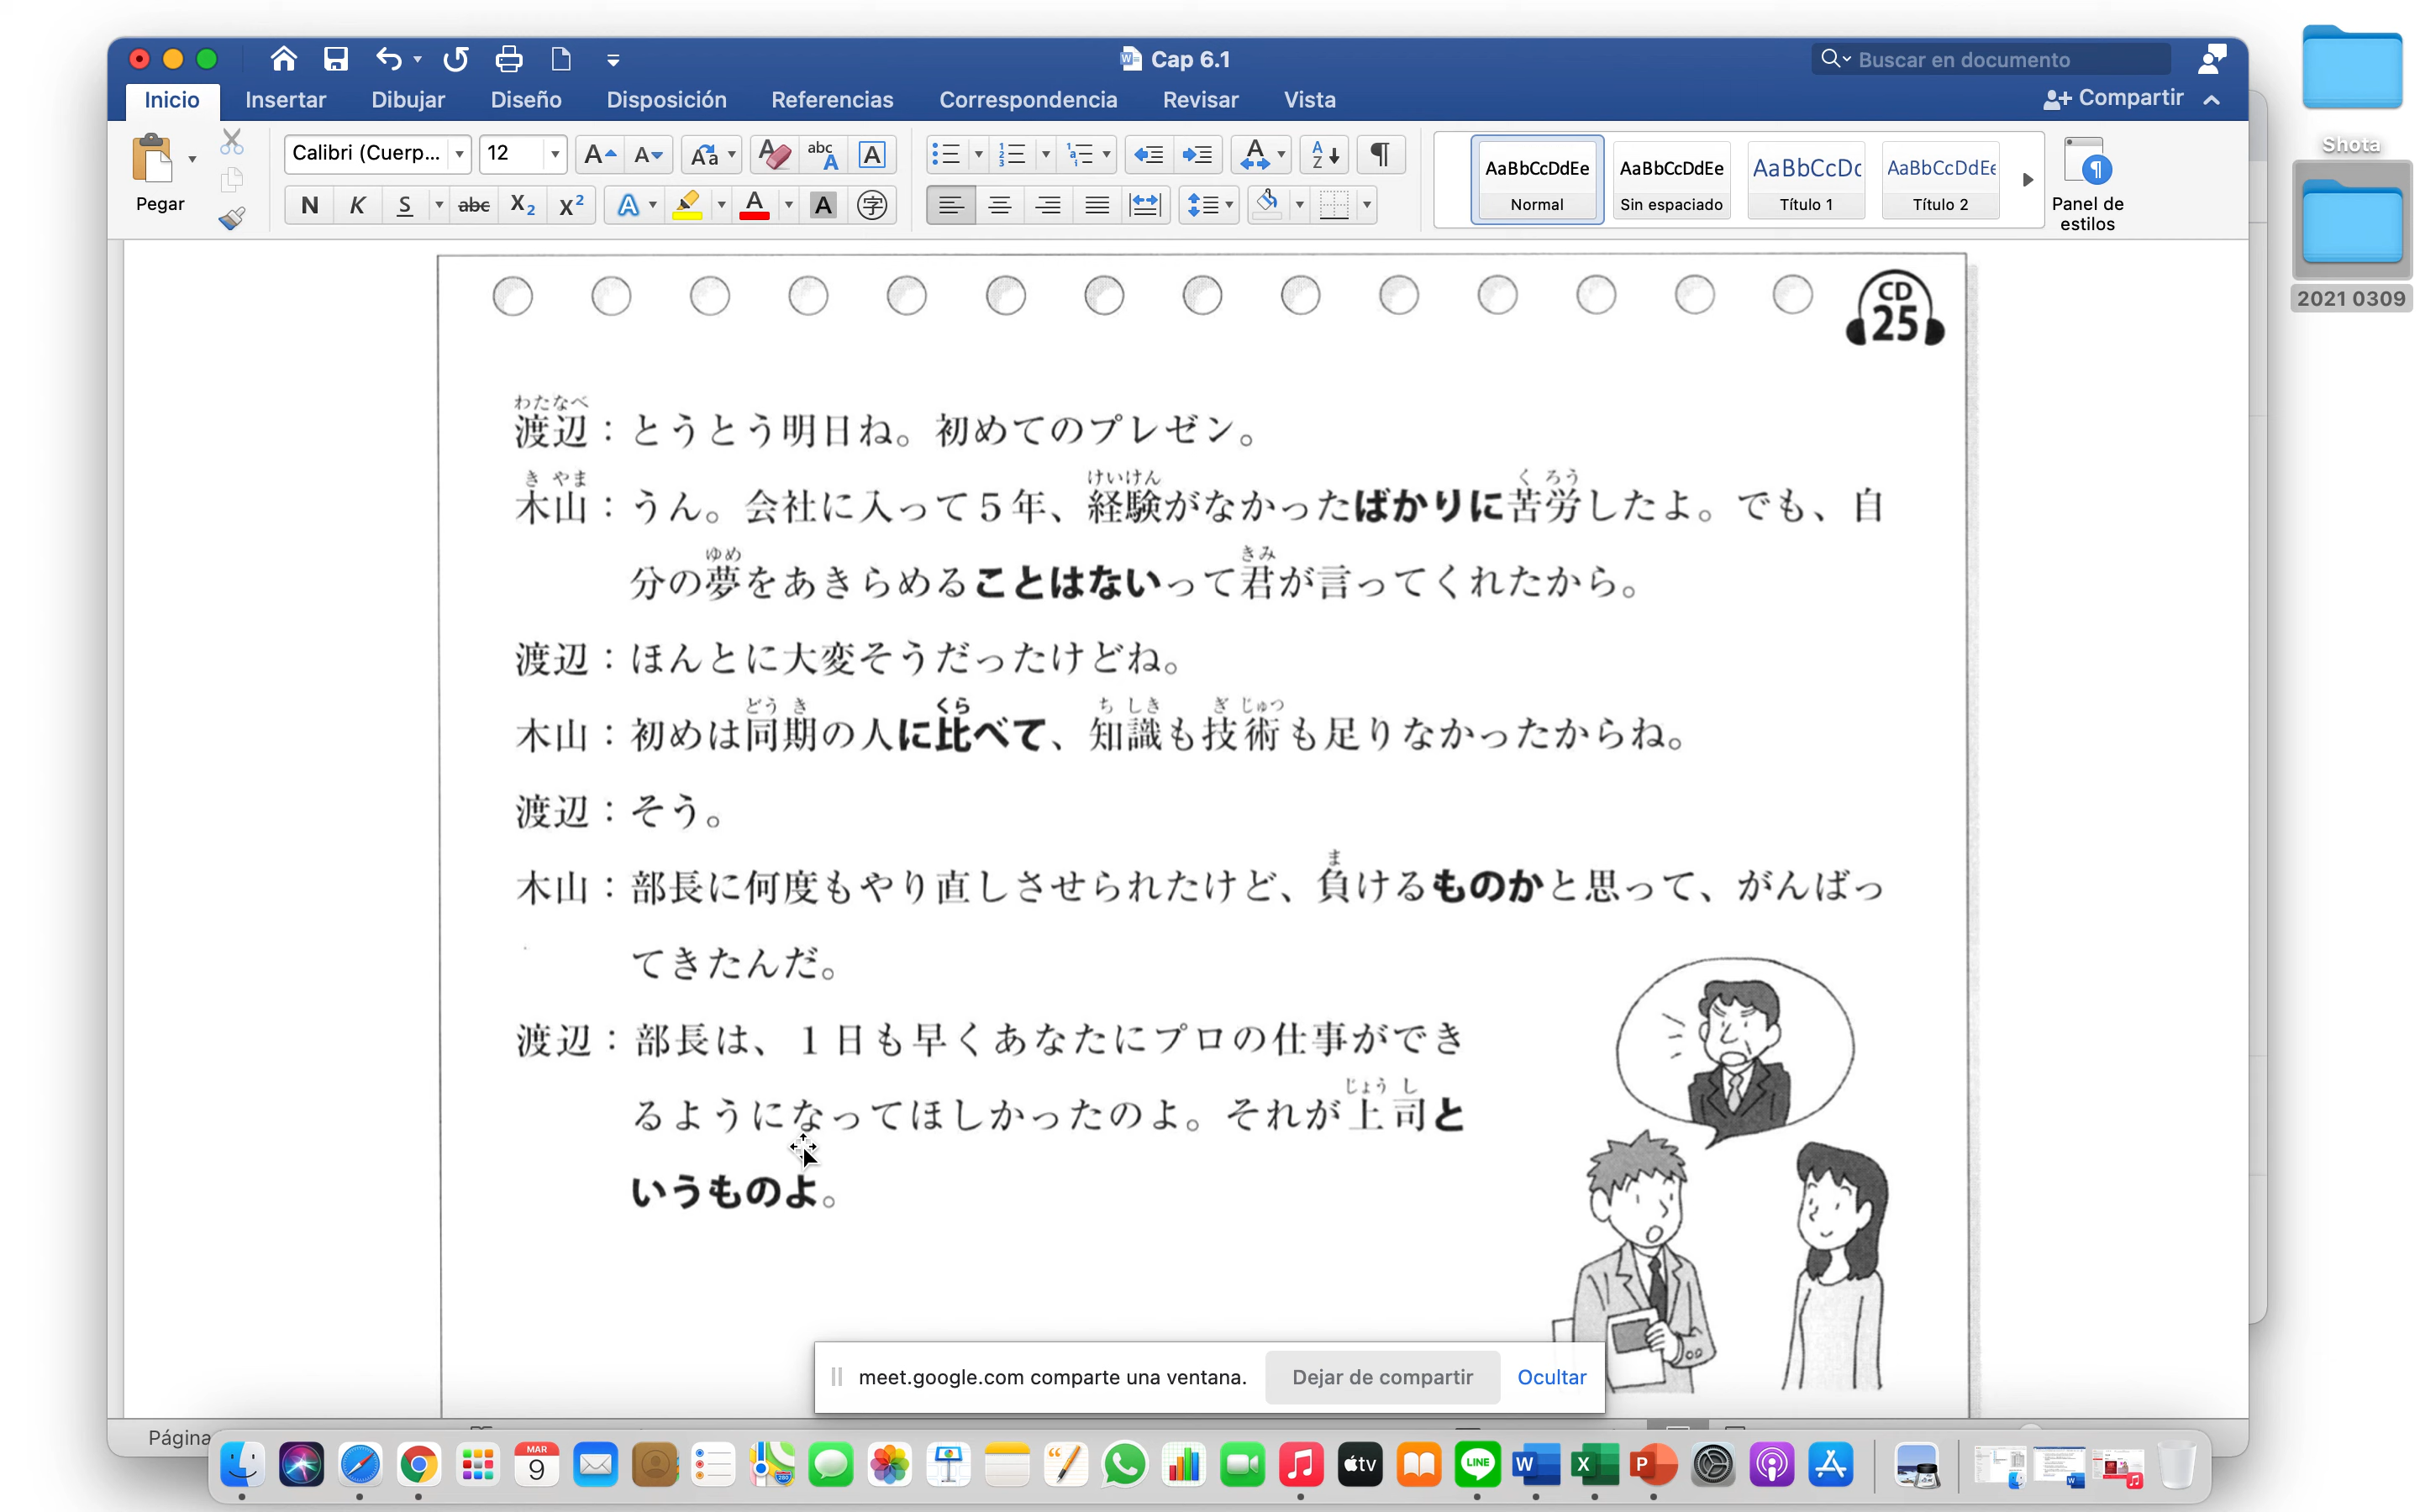 Cap 6.1
Buscar en documento
Inicio Insertar Dibujar Diseño Disposición Referencias Correspondencia Revisar Vista
Compartir
Shota
Pegar
Calibri (Cuerp... 12
N K S abc X2 X2
AaBbCcDdEe AaBbCcDdEe AaBbCcDc AaBbCcDdEe
Normal Sin espaciado Título 1 Título 2
Panel de estilos
2021 0309
CD
25
わたなべ
渡辺：とうとう明日ね。初めてのプレゼン。
き やま けいけん く ろう
木山：うん。会社に入って５年、経験がなかったばかりに苦労したよ。でも、自
ゆめ きみ
分の夢をあきらめることはないって君が言ってくれたから。
渡辺：ほんとに大変そうだったけどね。
どう き くら ち しき ぎ じゅつ
木山：初めは同期の人に比べて、知識も技術も足りなかったからね。
渡辺：そう。
ま
木山：部長に何度もやり直しさせられたけど、負けるものかと思って、がんばっ
てきたんだ。
渡辺：部長は、１日も早くあなたにプロの仕事ができ
じょう し
るようになってほしかったのよ。それが上司と
いうものよ。
meet.google.com comparte una ventana. Dejar de compartir Ocultar
Página
MAR
9
tv
LINE
W X P